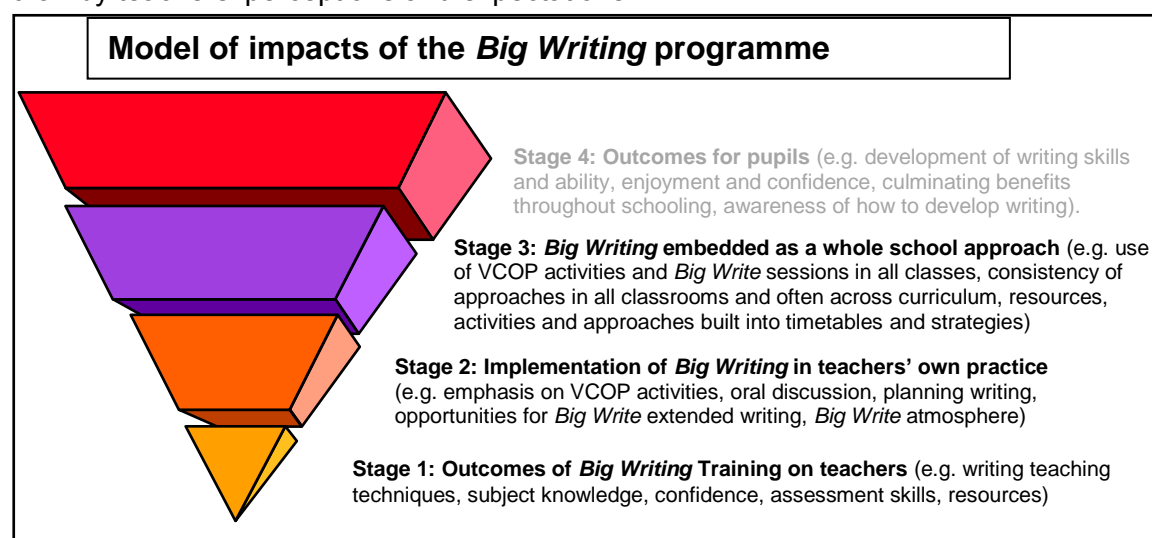 Model of impacts of the Big Writing programme
Stage 4: Outcomes for pupils (e.g. development of writing skills
and ability, enjoyment and confidence, culminating benefits
throughout schooling, awareness of how to develop writing).
Stage 3: Big Writing embedded as a whole school approach (e.g. use
of VCOP activities and Big Write sessions in all classes, consistency of
approaches in all classrooms and often across curriculum, resources,
activities and approaches built into timetables and strategies)
Stage 2: Implementation of Big Writing in teachers' own practice
(e.g. emphasis on VCOP activities, oral discussion, planning writing,
opportunities for Big Write extended writing, Big Write atmosphere)
Stage 1: Outcomes of Big Writing Training on teachers (e.g. writing teaching
techniques, subject knowledge, confidence, assessment skills, resources)